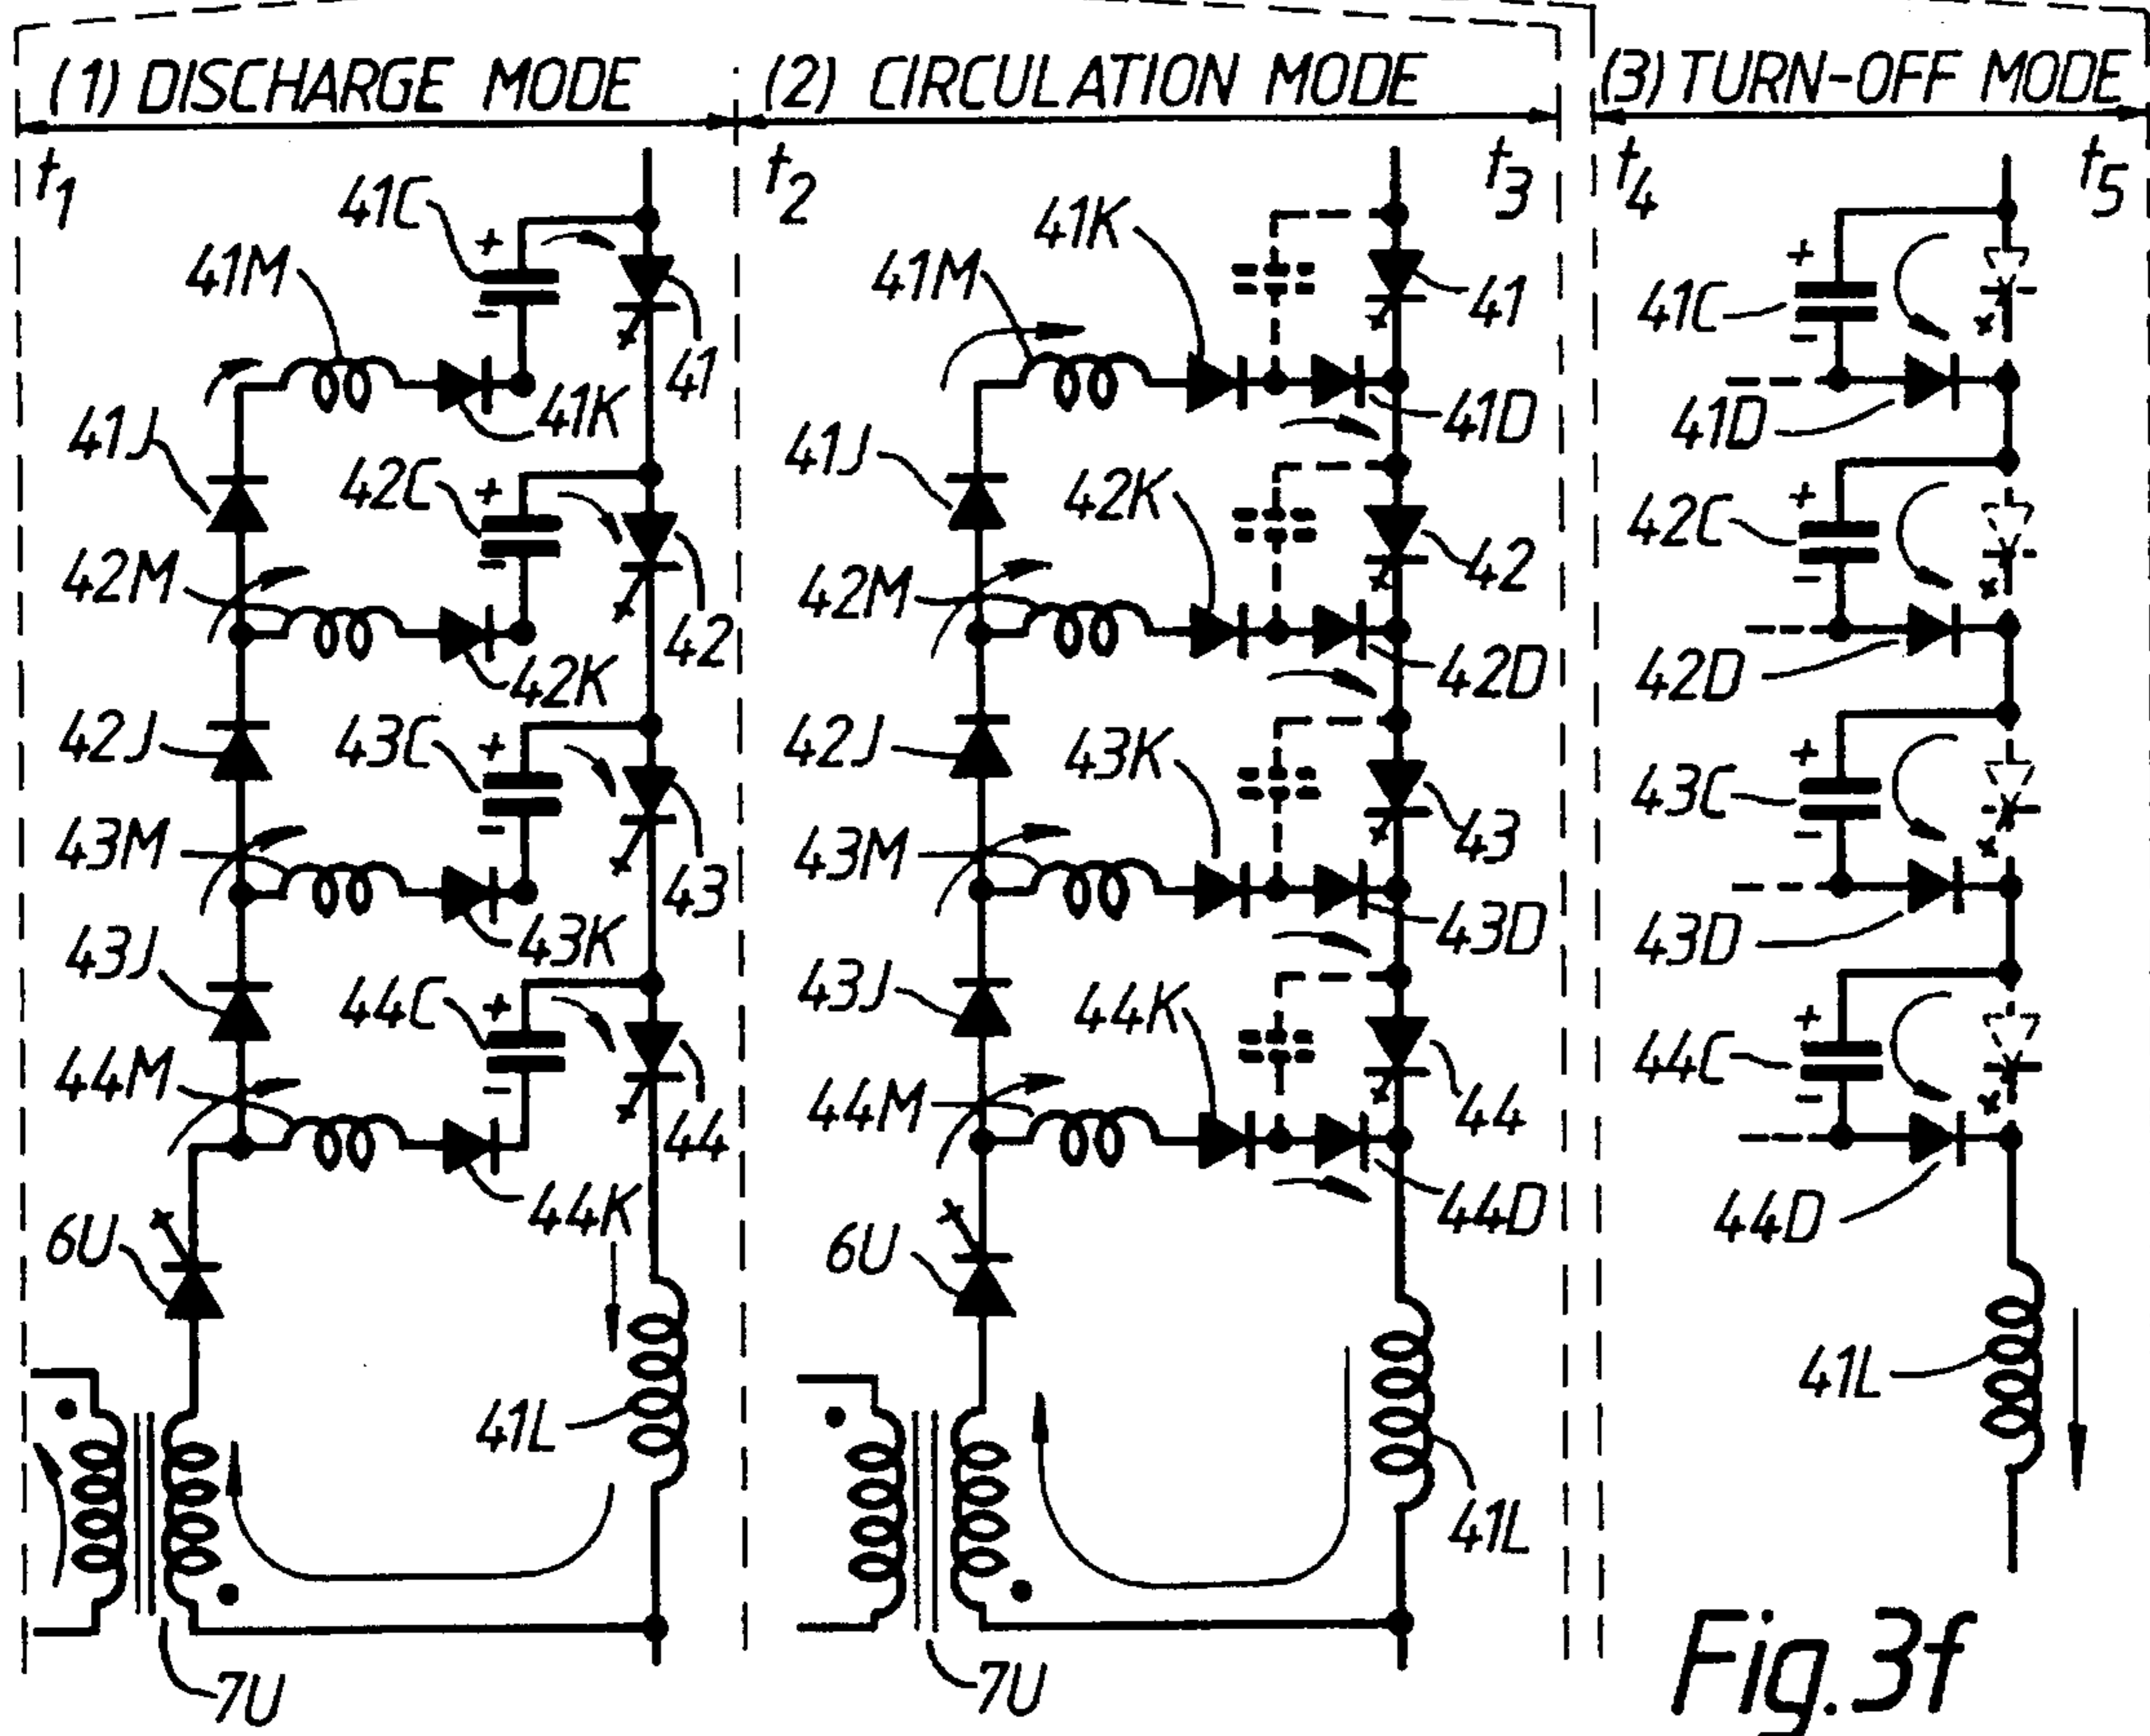 (1) DISCHARGE MODE
t1
41C
+
-
41M
41
41K
41J
42C
+
-
42M
42
42K
42J
43C
+
-
43M
43
43K
43J
44C
+
-
44M
44
44K
6U
41L
7U
(2) CIRCULATION MODE
t2
t3
41K
41M
41
41D
41J
42K
42M
42
42D
42J
43K
43M
43
43D
43J
44K
44M
44
44D
6U
41L
7U
(3) TURN-OFF MODE
t4
t5
+
41C
-
41D
+
42C
-
42D
+
43C
-
43D
+
44C
-
44D
41L
Fig. 3f